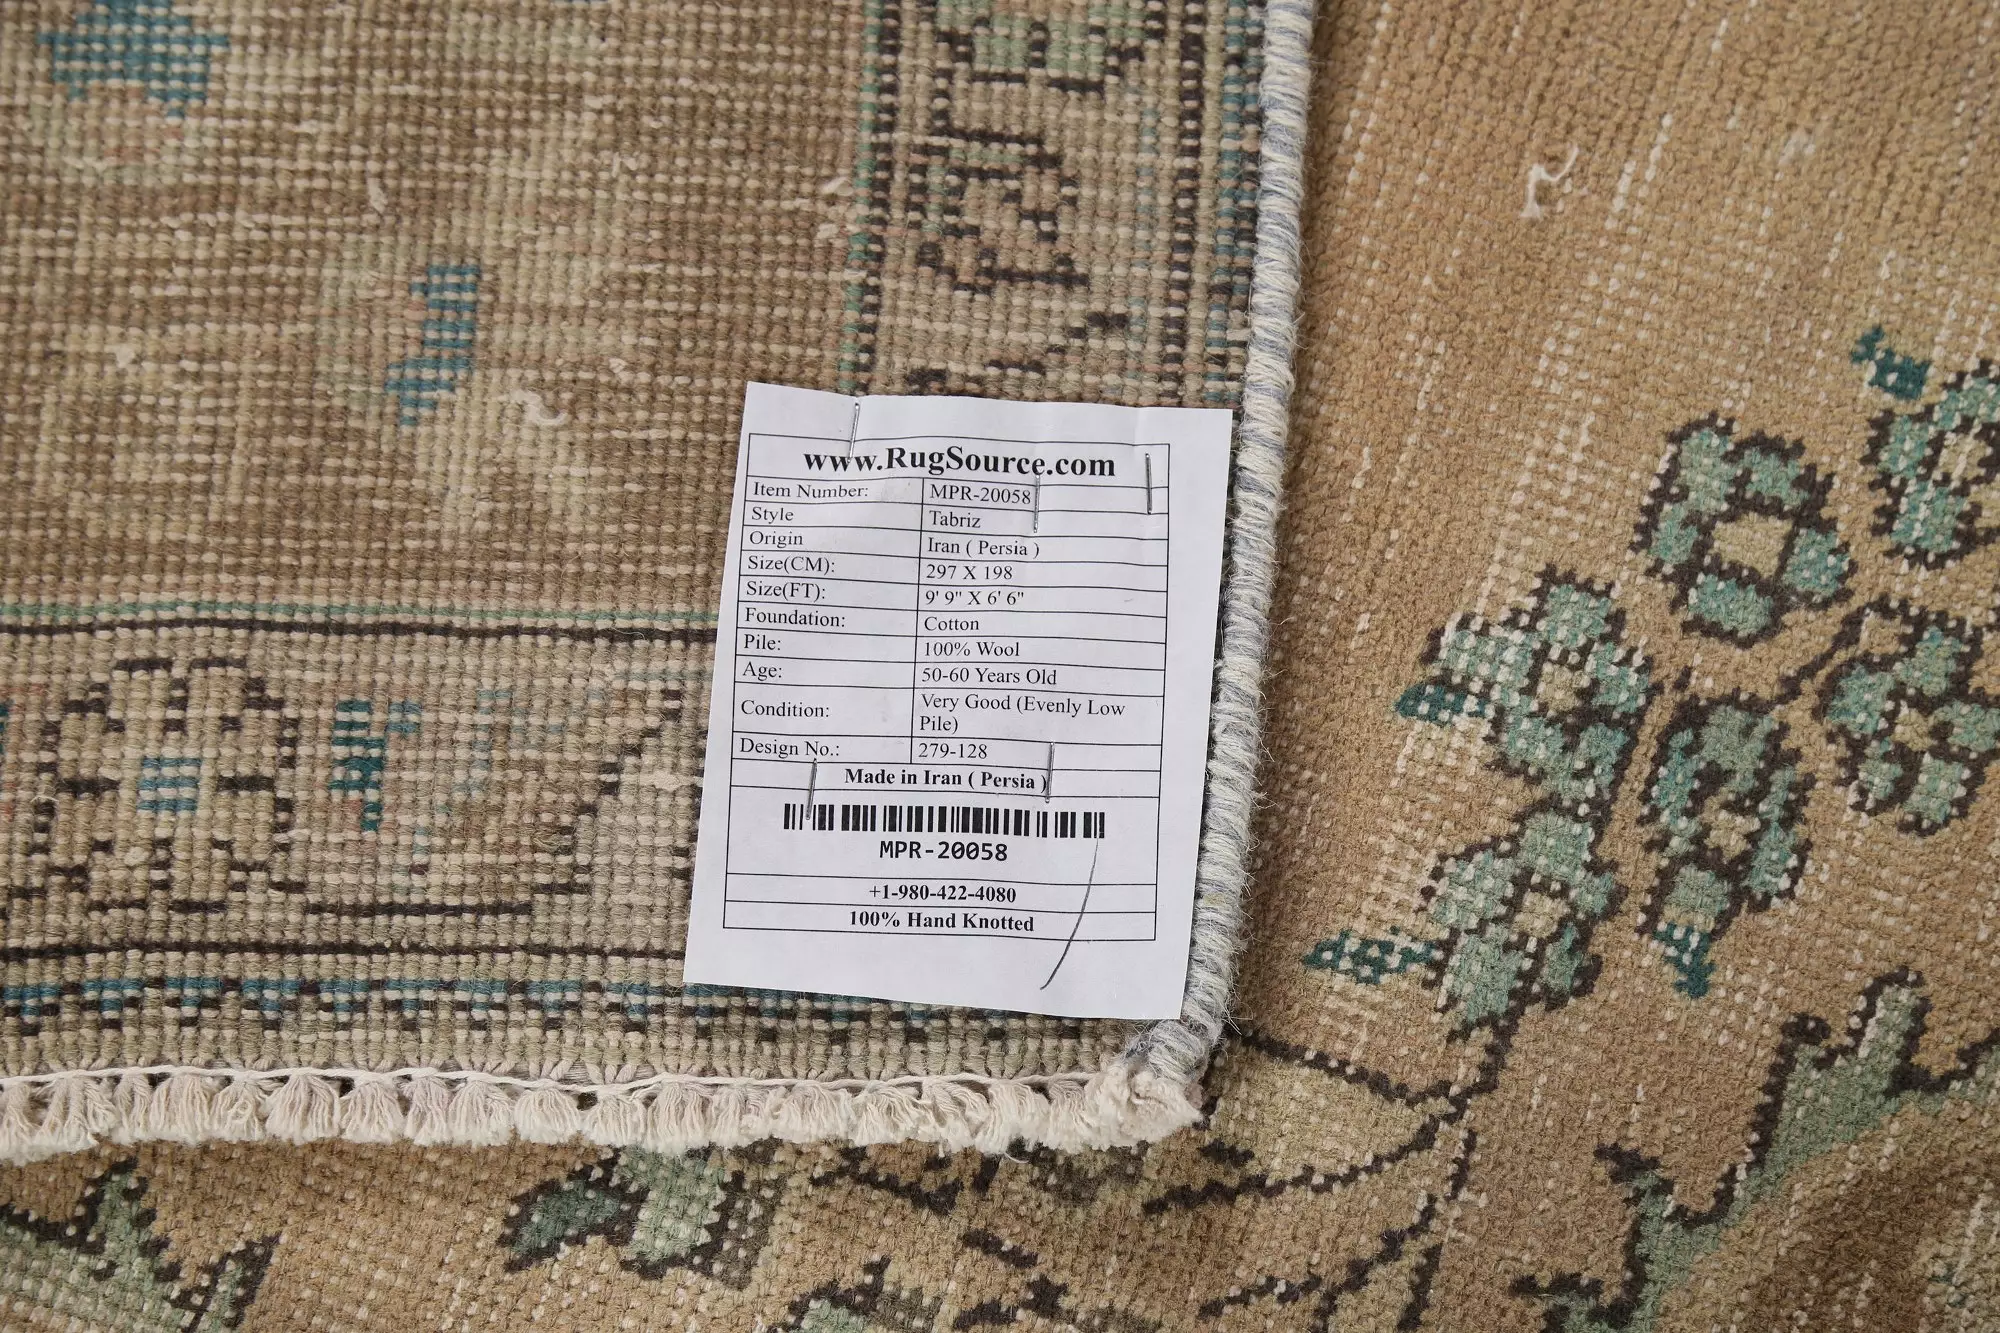 www.RugSource.com
Item Number: MPR-20058
Style Tabriz
Origin Iran ( Persia )
Size(CM): 297 X 198
Size(FT): 9' 9" X 6' 6"
Foundation: Cotton
Pile: 100% Wool
Age: 50-60 Years Old
Condition: Very Good (Evenly Low
Pile)
Design No.: 279-128
Made in Iran ( Persia )
MPR-20058
+1-980-422-4080
100% Hand Knotted